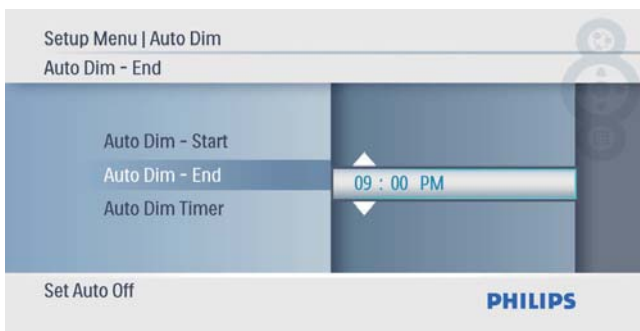 Setup Menu | Auto Dim
Auto Dim - End
Auto Dim - Start
Auto Dim - End
09 : 00 PM
Auto Dim Timer
Set Auto Off
PHILIPS